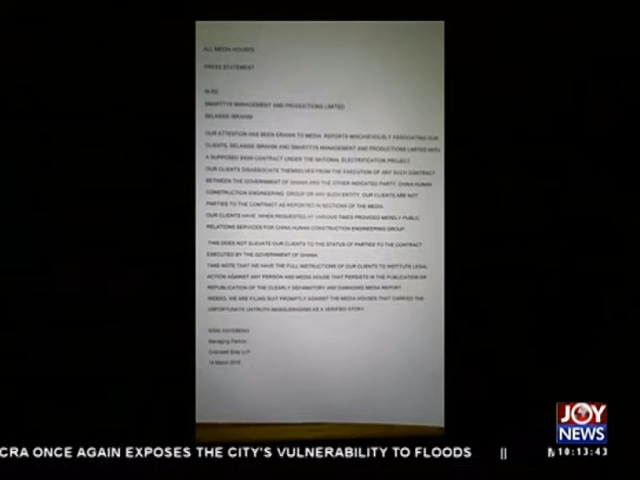 ALL MEDIA HOUSES
PRESS STATEMENT
IN RE
SMARTTYS MANAGEMENT AND PRODUCTIONS LIMITED
SELASSIE IBRAHIM
OUR ATTENTION HAS BEEN DRAWN TO MEDIA REPORTS MISCHIEVOUSLY ASSOCIATING OUR
CLIENTS, SELASSIE IBRAHIM AND SMARTTYS MANAGEMENT AND PRODUCTIONS LIMITED WITH
A SUPPOSED CONTRACT UNDER THE NATIONAL ELECTRIFICATION PROJECT
OUR CLIENTS DISASSOCIATE THEMSELVES FROM THE EXECUTION OF ANY SUCH CONTRACT
BETWEEN THE GOVERNMENT OF GHANA AND THE OTHER INDICATED PARTY, CHINA HUNAN
CONSTRUCTION ENGINEERING GROUP OR ANY SUCH ENTITY. OUR CLIENTS ARE NOT
PARTIES TO THE CONTRACT AS REPORTED IN SECTIONS OF THE MEDIA.
OUR CLIENTS HAVE, WHEN REQUESTED AT VARIOUS TIMES PROVIDED MERELY PUBLIC
RELATIONS SERVICES FOR CHINA HUNAN CONSTRUCTION ENGINEERING GROUP.
THIS DOES NOT ELEVATE OUR CLIENTS TO THE STATUS OF PARTIES TO THE CONTRACT
EXECUTED BY THE GOVERNMENT OF GHANA.
TAKE NOTE THAT WE HAVE THE FULL INSTRUCTIONS OF OUR CLIENTS TO INSTITUTE LEGAL
ACTION AGAINST ANY PERSON AND MEDIA HOUSE THAT PERSISTS IN THE PUBLICATION OR
REPUBLICATION OF THE CLEARLY DEFAMATORY AND DAMAGING MEDIA REPORT
INDEED, WE ARE FILING SUIT PROMPTLY AGAINST THE MEDIA HOUSES THAT CARRIED THE
UNFORTUNATE UNTRUTH MASQUERADING AS A VERIFIED STORY.
Managing Partner
Gray LLP
14 March 2016
JOY
NEWS
10:13:43
CRA ONCE AGAIN EXPOSES THE CITY'S VULNERABILITY TO FLOODS ||